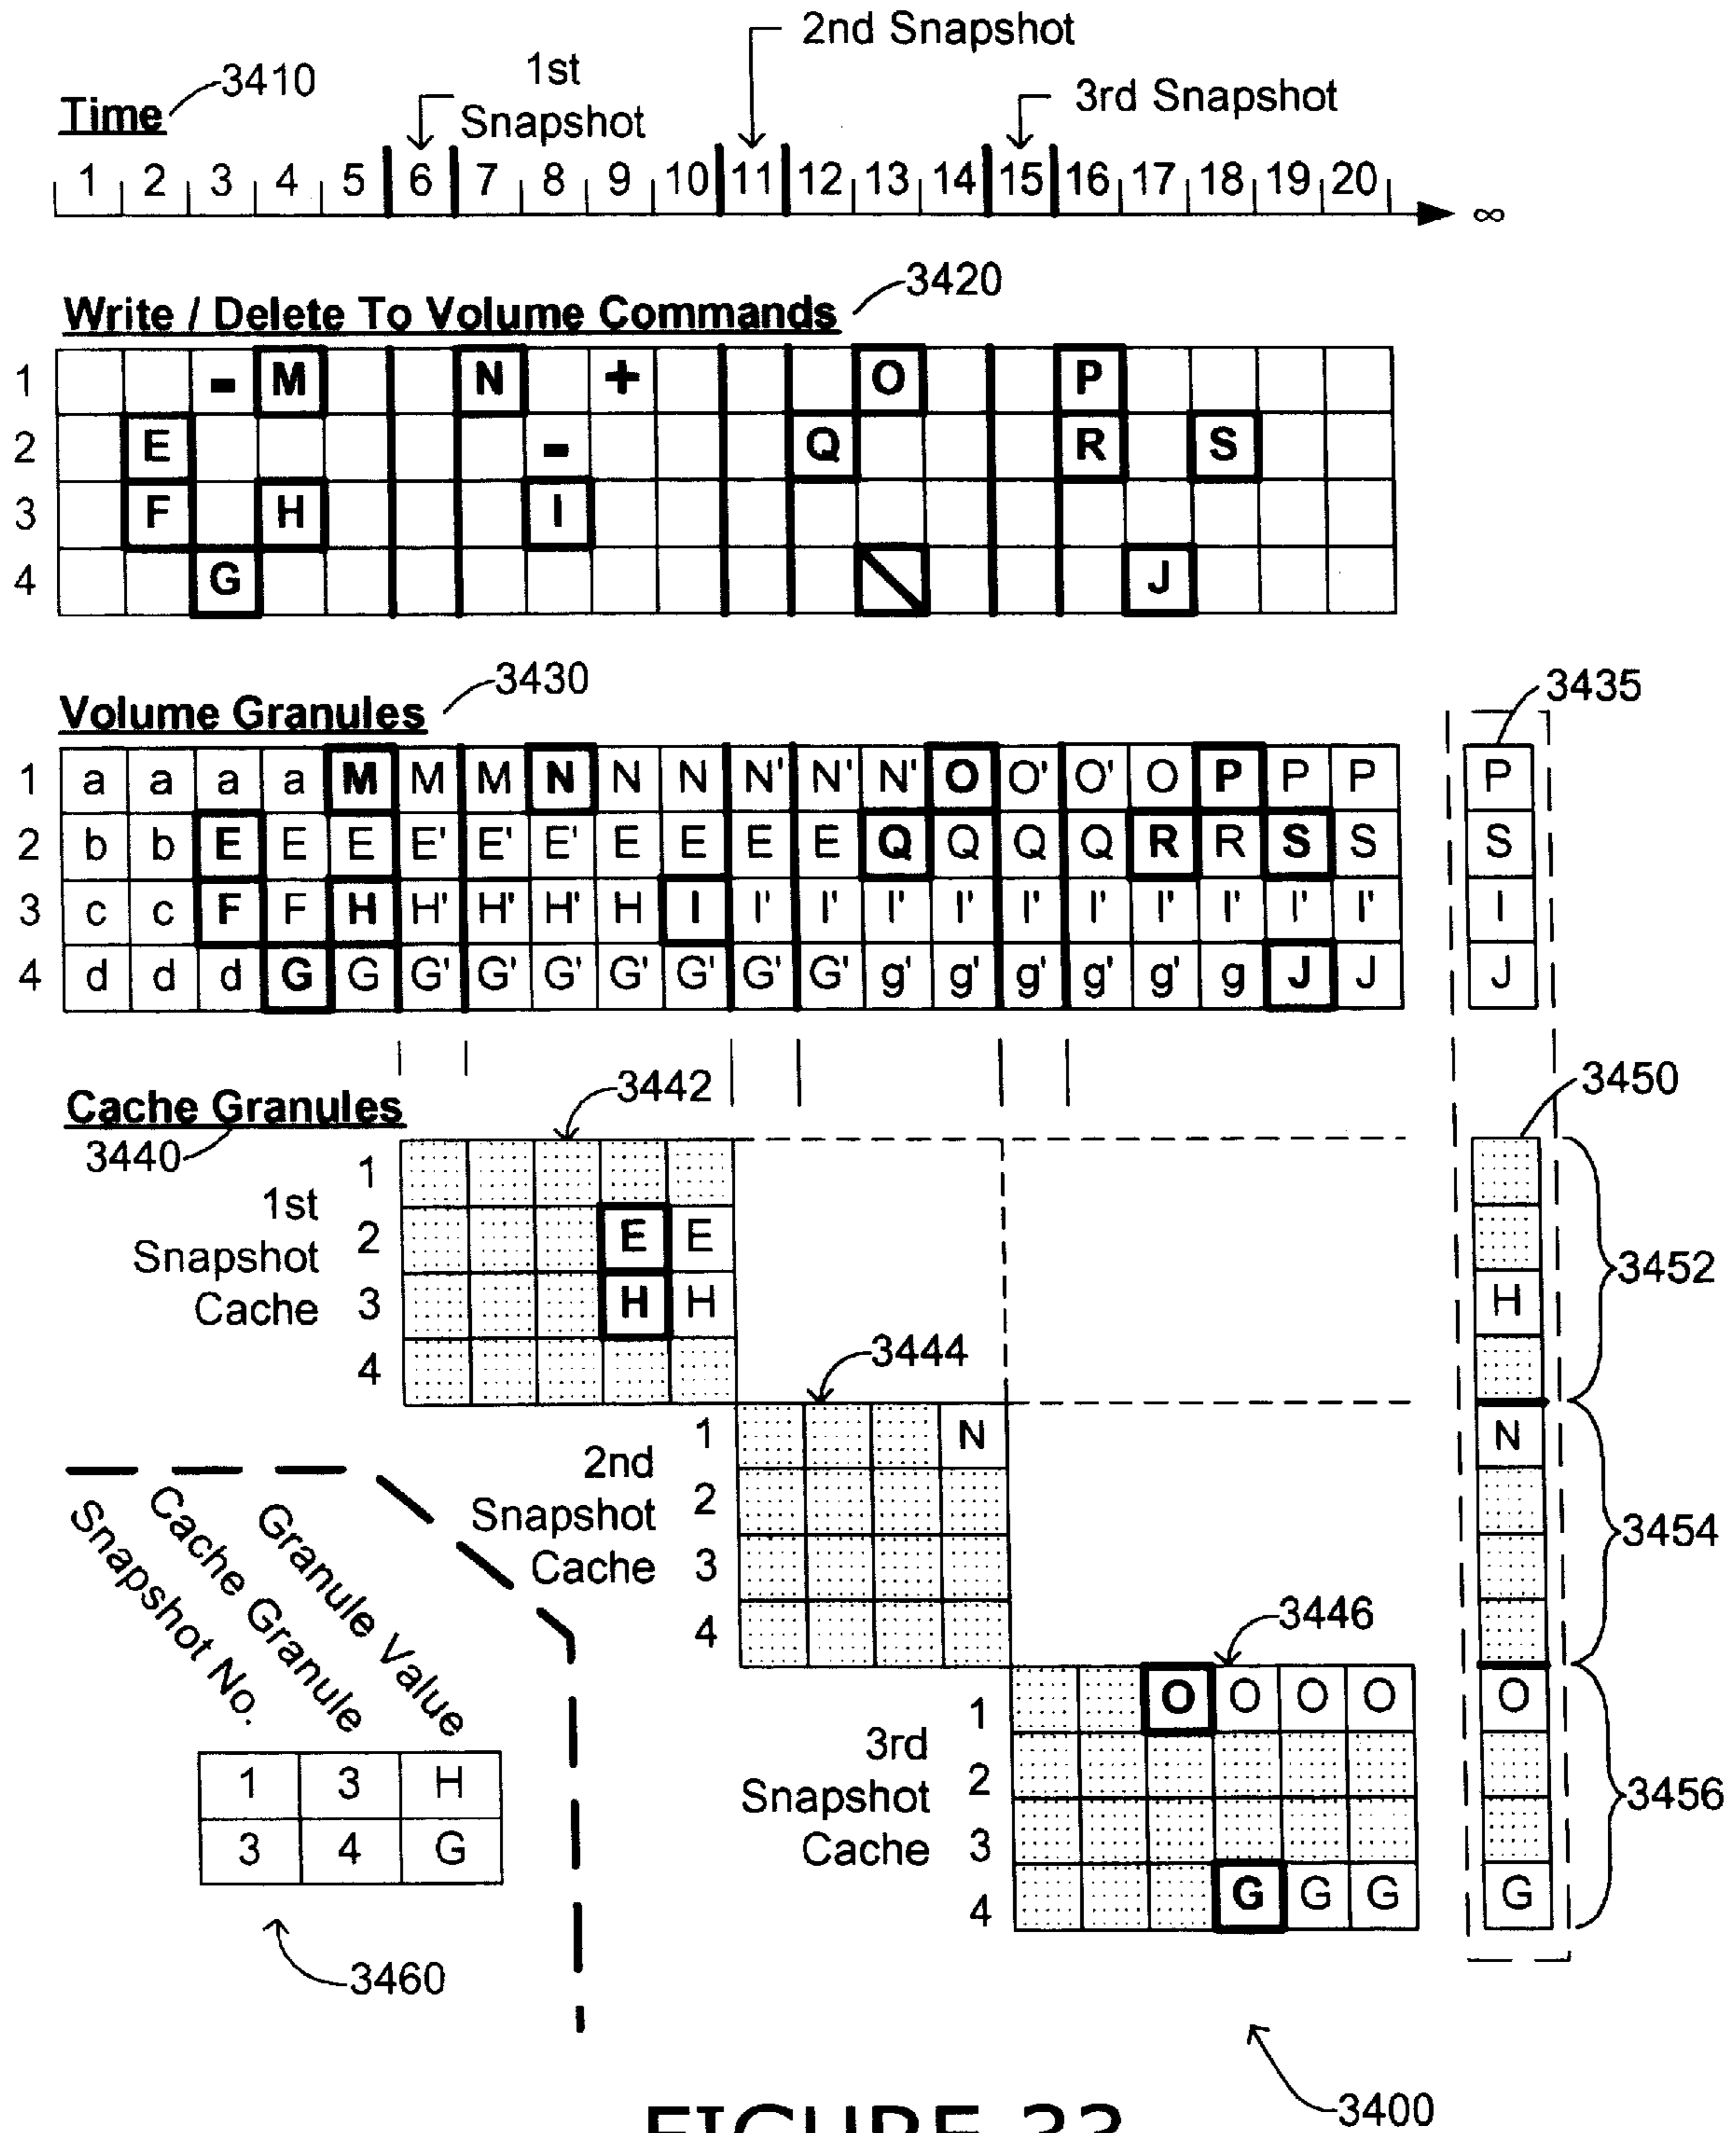 2nd Snapshot
1st
Snapshot
3rd Snapshot
Time
3410
1 2 3 4 5 6 7 8 9 10 11 12 13 14 15 16 17 18 19 20 ∞
Write / Delete To Volume Commands
3420
1 - M N + O P
2 E - Q R S
3 F H I
4 G J
Volume Granules
3430
3435
1 a a a a M M M N N N N' N' N' O O' O' O P P P P
2 b b E E E E' E' E' E E E E Q Q Q Q R R S S S
3 c c F F H H' H' H' H I I' I' I' I' I' I' I' I' I' I' I
4 d d d G G G' G' G' G' G' G' G' g' g' g' g' g' g J J J
Cache Granules
3440
3442
3450
1st
Snapshot
Cache
1
2 E E
3 H H H
4
3452
3444
2nd
Snapshot
Cache
1 N N
2
3
4
3454
3446
3rd
Snapshot
Cache
1 O O O O O
2
3
4 G G G G
3456
Snapshot No.
Cache Granule
Granule Value
1 3 H
3 4 G
3460
3400
FIGURE 33